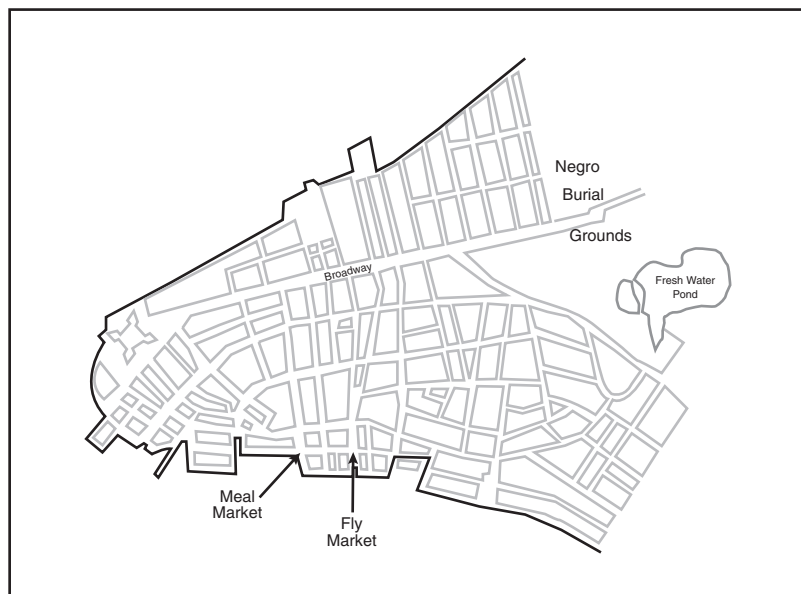 Negro
Burial
Grounds
Broadway
Fresh Water
Pond
Meal
Market
Fly
Market